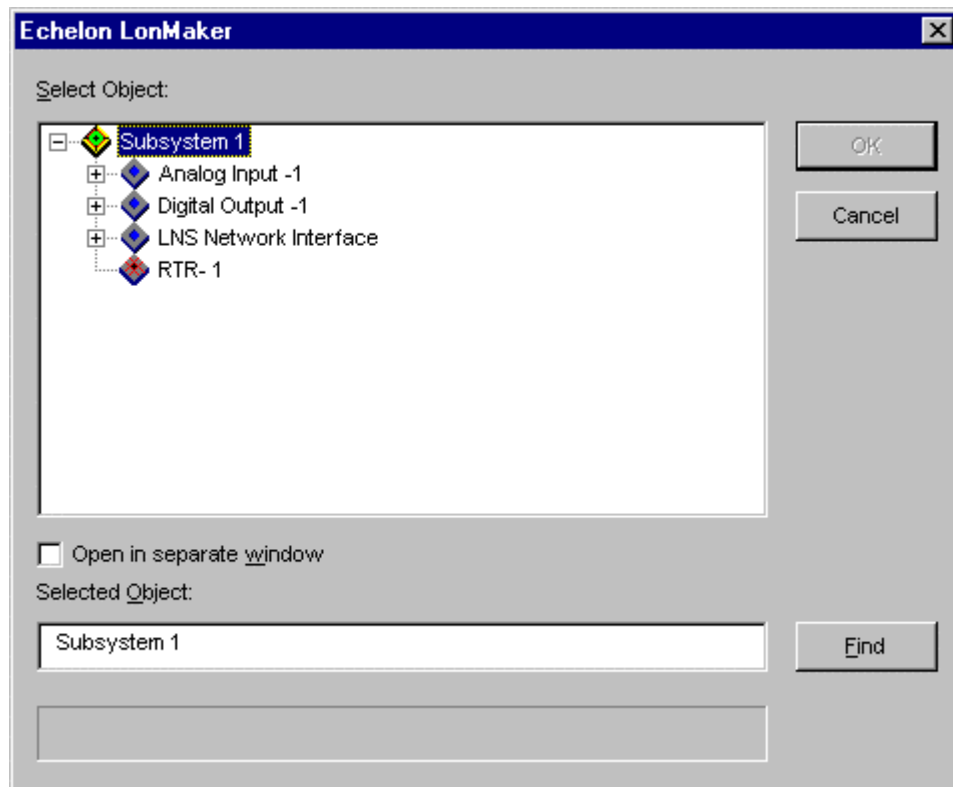 Echelon LonMaker
Select Object:
Subsystem 1
Analog Input -1
Digital Output -1
LNS Network Interface
RTR- 1
OK
Cancel
Open in separate window
Selected Object:
Subsystem 1
Find